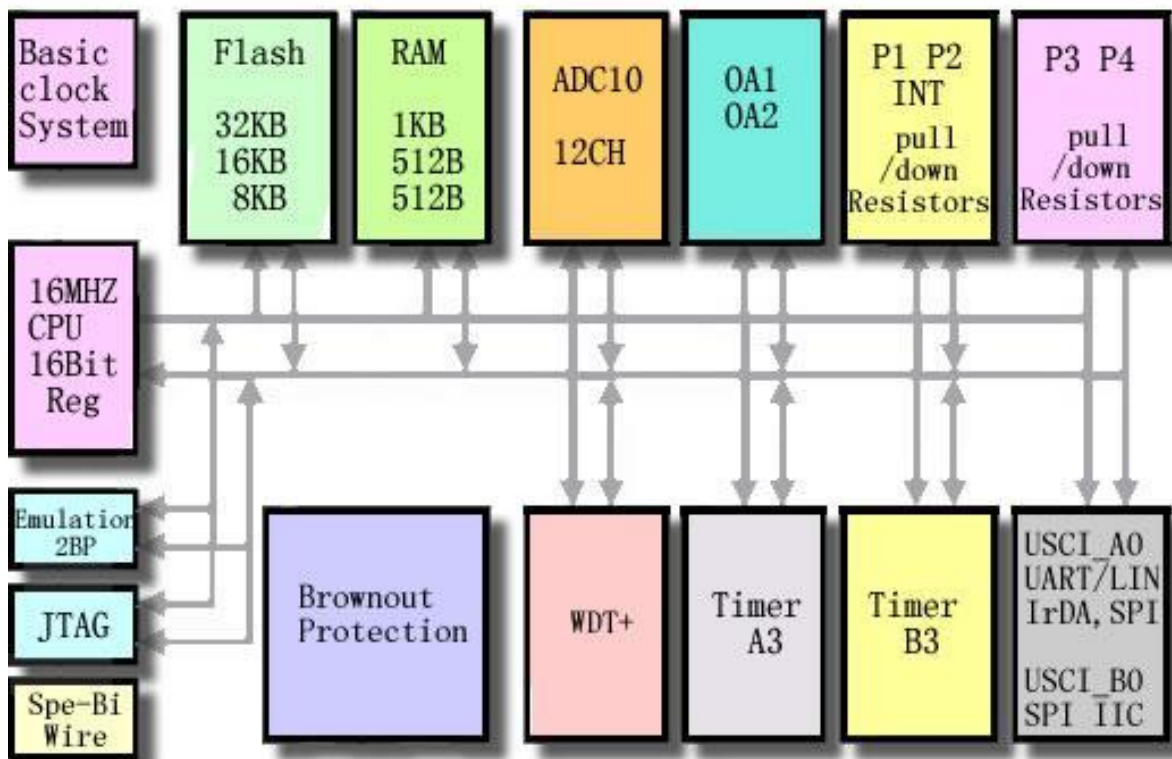 Basic
clock
System
Flash
32KB
16KB
8KB
RAM
1KB
512B
512B
ADC10
12CH
OA1
OA2
P1 P2
INT
pull
/down
Resistors
P3 P4
pull
/down
Resistors
16MHZ
CPU
16Bit
Reg
Emulation
2BP
JTAG
Spe-Bi
Wire
Brownout
Protection
WDT+
Timer
A3
Timer
B3
USCI_A0
UART/LIN
IrDA,SPI
USCI_B0
SPI IIC